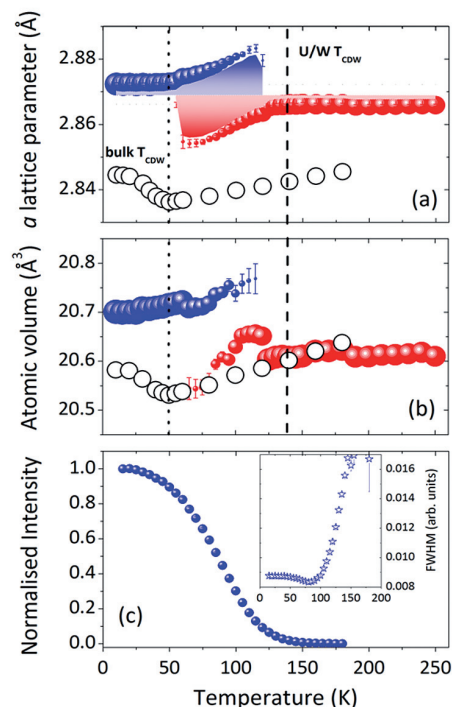 2.88
2.86
2.84
a lattice parameter (Å)
U/W T_CDW
bulk T_CDW
(a)
20.8
20.7
20.6
20.5
Atomic volume (Å³)
(b)
1.0
0.8
0.6
0.4
0.2
0.0
Normalised Intensity
0.016
0.014
0.012
0.010
0.008
FWHM (arb. units)
0 50 100 150 200
(c)
0 50 100 150 200 250
Temperature (K)